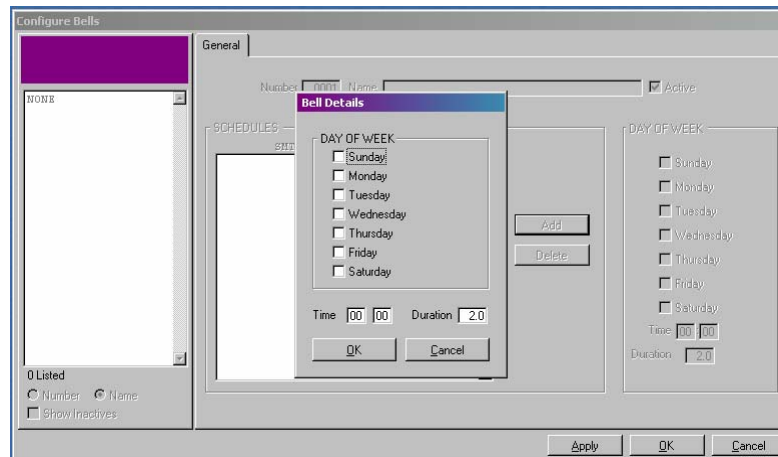 Configure Bells
General
Number 0001 Name Active
NONE
Bell Details
SCHEDULES
DAY OF WEEK
Sunday
Monday
Tuesday
Wednesday
Thursday
Friday
Saturday
Time 00 00 Duration 2.0
OK Cancel
Add
Delete
DAY OF WEEK
Sunday
Monday
Tuesday
Wednesday
Thursday
Friday
Saturday
Time 00 00
Duration 2.0
0 Listed
Number Name
Show Inactives
Apply OK Cancel